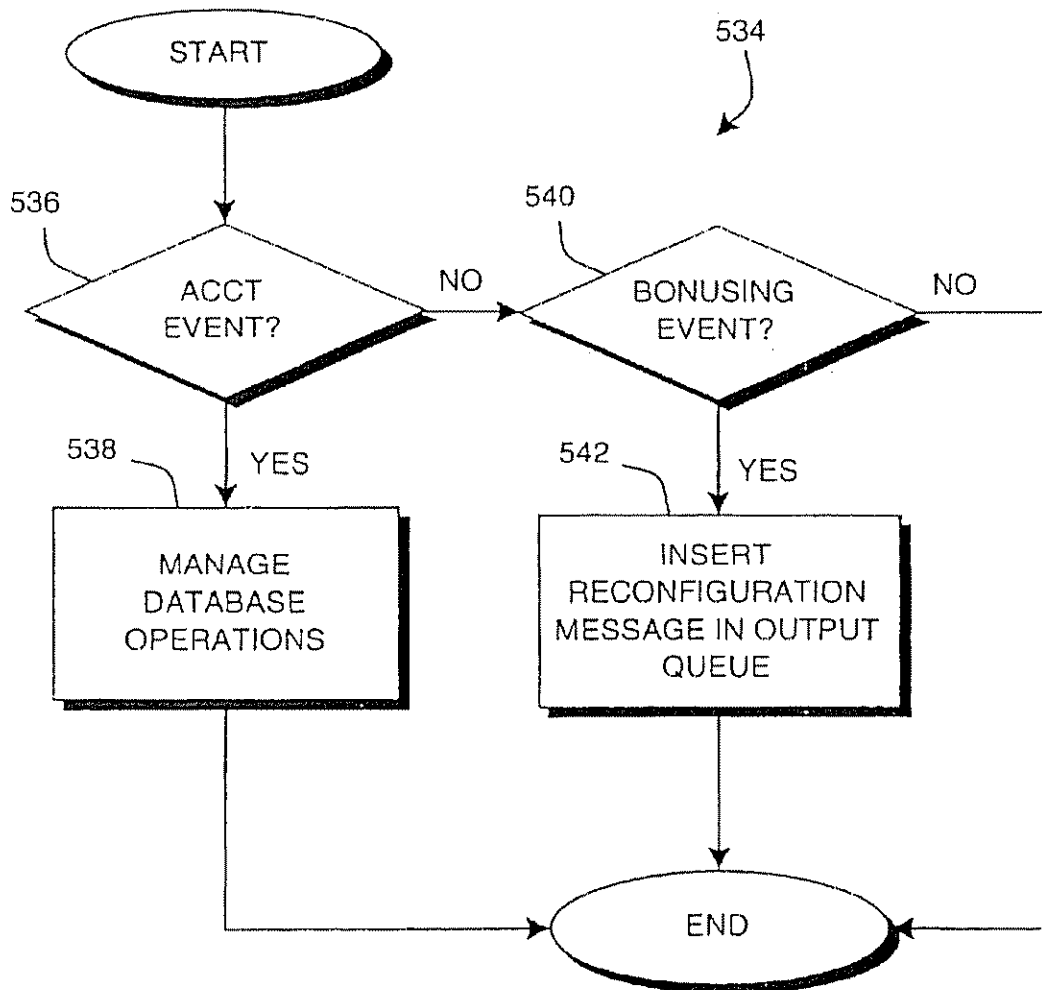 START
534
536
ACCT
EVENT?
NO
540
BONUSING
EVENT?
NO
538
YES
MANAGE
DATABASE
OPERATIONS
542
YES
INSERT
RECONFIGURATION
MESSAGE IN OUTPUT
QUEUE
END